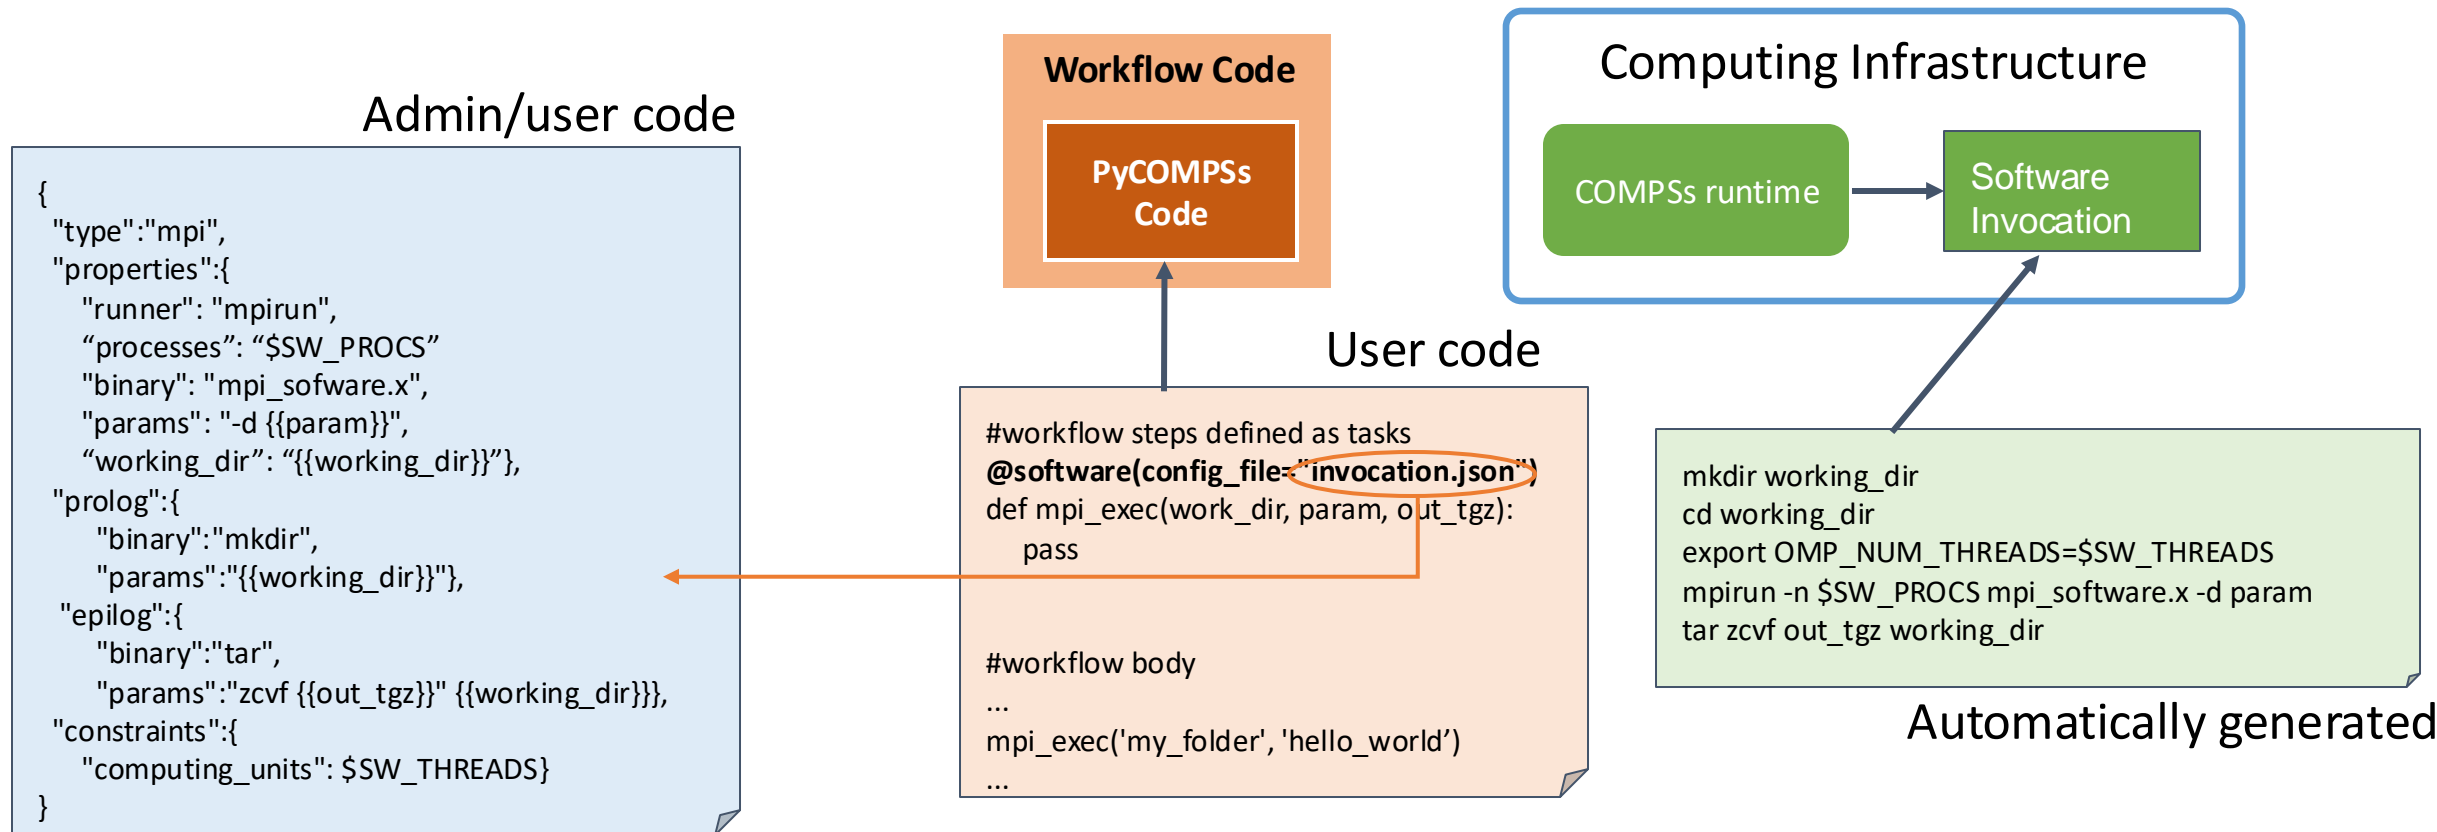 Admin/user code
{
"type":"mpi",
"properties":{
"runner": "mpirun",
“processes”: “$SW_PROCS”
"binary": "mpi_sofware.x",
"params": "-d {{param}}",
“working_dir”: “{{working_dir}}”},
"prolog":{
"binary":"mkdir",
"params":"{{working_dir}}"},
"epilog":{
"binary":"tar",
"params":"zcvf {{out_tgz}}" {{working_dir}}},
"constraints":{
"computing_units": $SW_THREADS}
}
Workflow Code
PyCOMPSs
Code
User code
#workflow steps defined as tasks
@software(config_file="invocation.json")
def mpi_exec(work_dir, param, out_tgz):
pass
#workflow body
...
mpi_exec('my_folder', 'hello_world’)
...
Computing Infrastructure
COMPSs runtime
Software
Invocation
mkdir working_dir
cd working_dir
export OMP_NUM_THREADS=$SW_THREADS
mpirun -n $SW_PROCS mpi_software.x -d param
tar zcvf out_tgz working_dir
Automatically generated